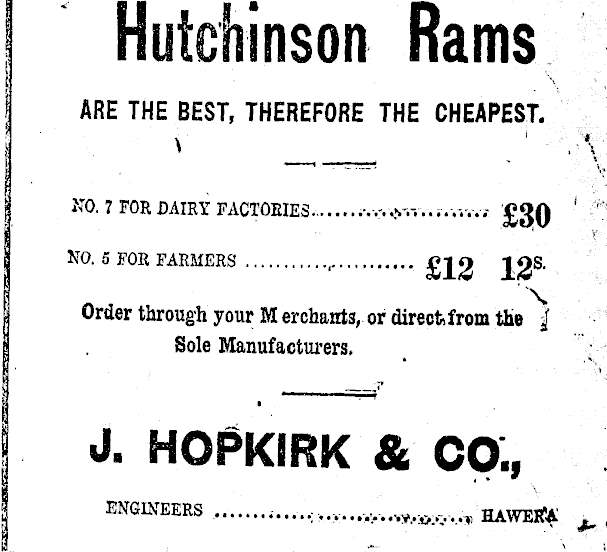 Hutchinson Rams
ARE THE BEST, THEREFORE THE CHEAPEST.
NO. 7 FOR DAIRY FACTORIES........................ £30
NO. 5 FOR FARMERS ........................ £12 12s.
Order through your Merchants, or direct from the
Sole Manufacturers.
J. HOPKIRK & CO.,
ENGINEERS ........................ HAWERA